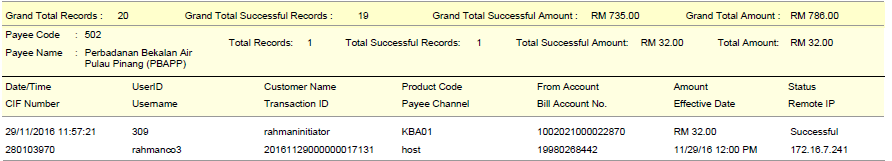 Grand Total Records : 20 Grand Total Successful Records : 19 Grand Total Successful Amount : RM 735.00 Grand Total Amount : RM 786.00
Payee Code : 502
Total Records: 1 Total Successful Records: 1 Total Successful Amount: RM 32.00 Total Amount: RM 32.00
Payee Name : Perbadanan Bekalan Air
Pulau Pinang (PBAPP)
Date/Time UserID Customer Name Product Code From Account Amount Status
CIF Number Username Transaction ID Payee Channel Bill Account No. Effective Date Remote IP
29/11/2016 11:57:21 309 rahmaninitiator KBA01 1002021000022870 RM 32.00 Successful
280103970 rahmanco3 20161129000000017131 host 19980268442 11/29/16 12:00 PM 172.16.7.241